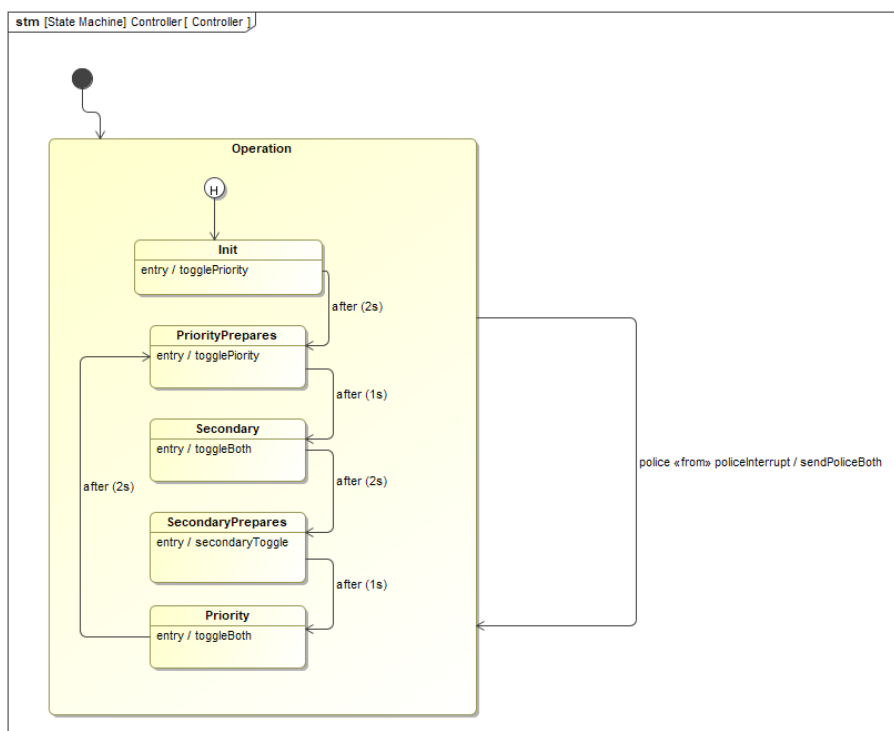 stm [State Machine] Controller [ Controller ]
Operation
H
Init
entry / togglePriority
after (2s)
PriorityPrepares
entry / togglePiority
after (1s)
Secondary
entry / toggleBoth
police «from» policeInterrupt / sendPoliceBoth
after (2s)
after (2s)
SecondaryPrepares
entry / secondaryToggle
after (1s)
Priority
entry / toggleBoth